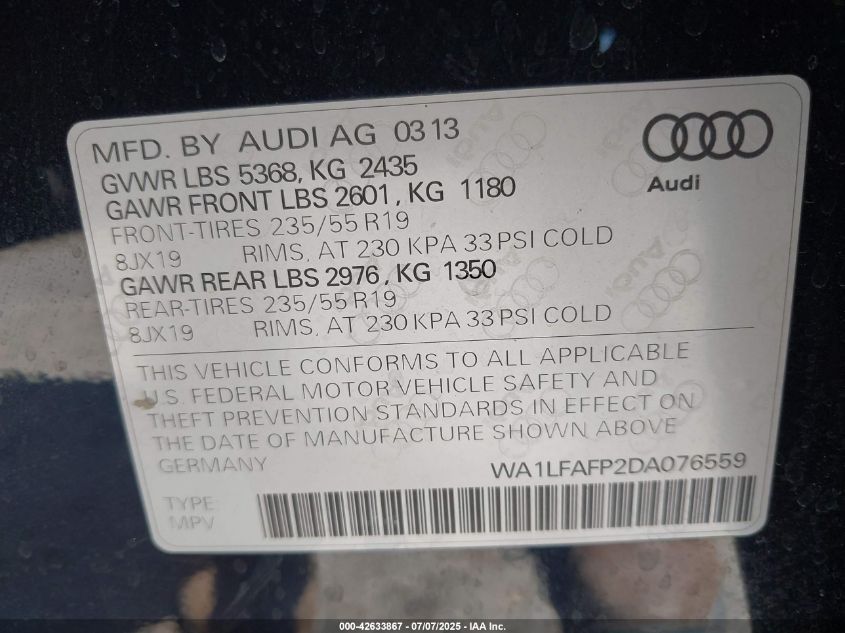 MFD. BY AUDI AG 0313
GVWR LBS 5368, KG 2435
GAWR FRONT LBS 2601, KG 1180
FRONT-TIRES 235/55 R19
8JX19 RIMS, AT 230 KPA 33 PSI COLD
GAWR REAR LBS 2976, KG 1350
REAR-TIRES 235/55 R19
8JX19 RIMS, AT 230 KPA 33 PSI COLD
Audi
THIS VEHICLE CONFORMS TO ALL APPLICABLE
U.S. FEDERAL MOTOR VEHICLE SAFETY AND
THEFT PREVENTION STANDARDS IN EFFECT ON
THE DATE OF MANUFACTURE SHOWN ABOVE
GERMANY WA1LFAFP2DA076559
TYPE:
MPV
000-42633867 - 07/07/2025 - IAA Inc.